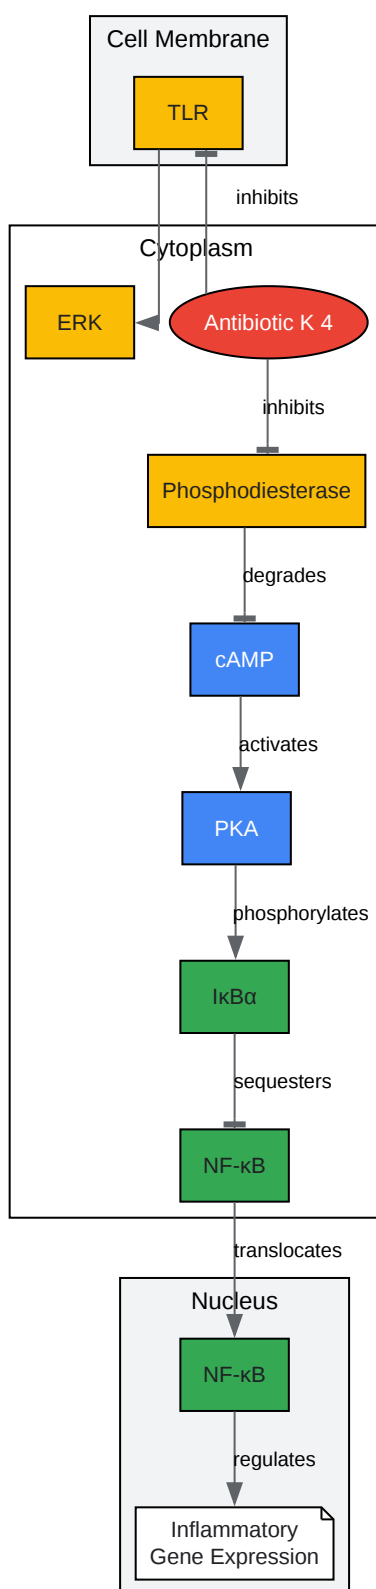 Cell Membrane
TLR
inhibits
Cytoplasm
ERK
Antibiotic K 4
inhibits
Phosphodiesterase
degrades
cAMP
activates
PKA
phosphorylates
IκBα
sequesters
NF-κB
translocates
Nucleus
NF-κB
regulates
Inflammatory
Gene Expression